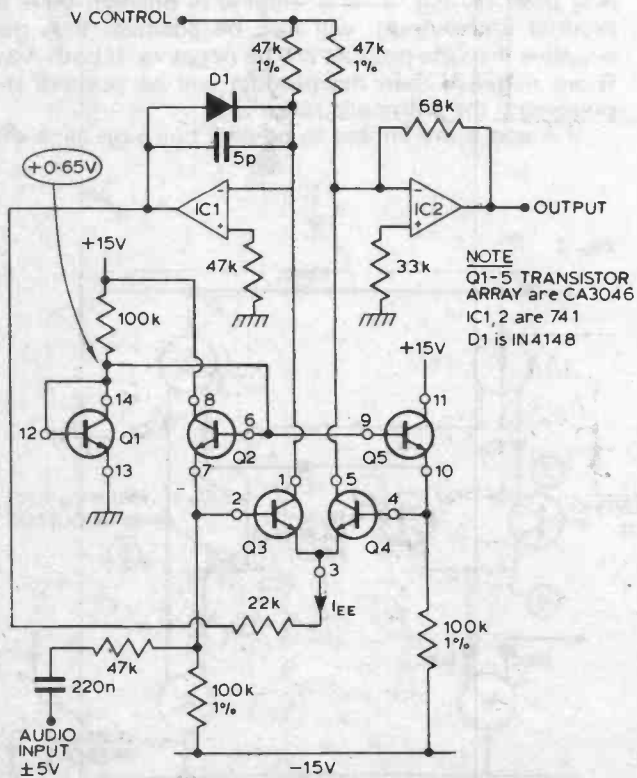 V CONTROL
47k
1%
47k
1%
D1
68k
5p
+0·65V
IC1
IC2
OUTPUT
+15V
47k
33k
NOTE
Q1-5 TRANSISTOR
ARRAY are CA3046
IC1,2 are 741
D1 is IN4148
100k
+15V
14
8
11
12
Q1
6
9
Q2
Q5
13
7
1
5
10
2
4
Q3
Q4
3
22k
IEE
47k
100k
1%
220n
100k
1%
AUDIO
INPUT
±5V
-15V